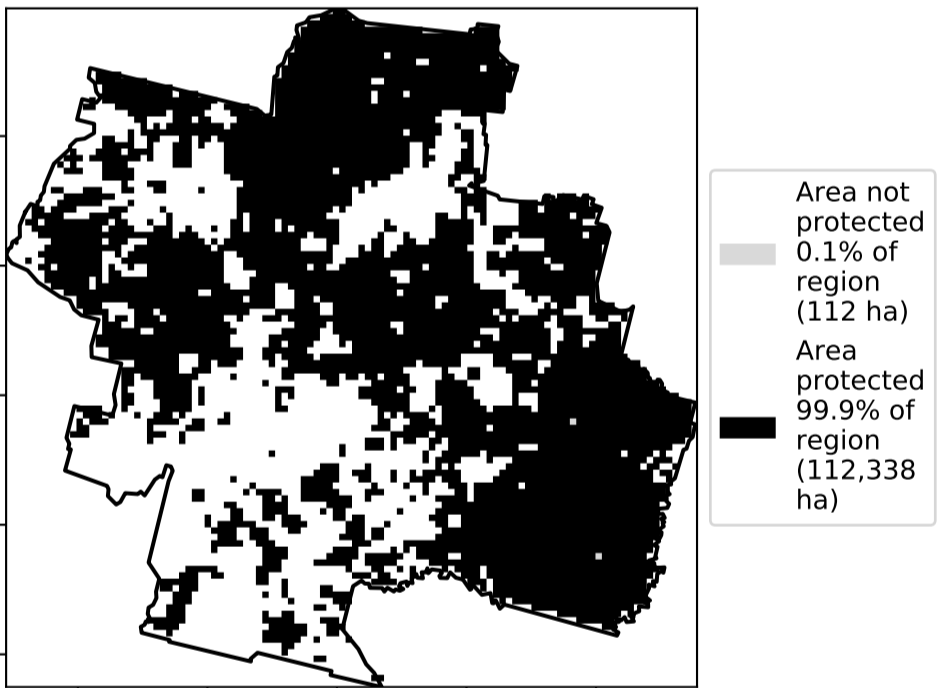 Area not
protected
0.1% of
region
(112 ha)
Area
protected
99.9% of
region
(112,338
ha)